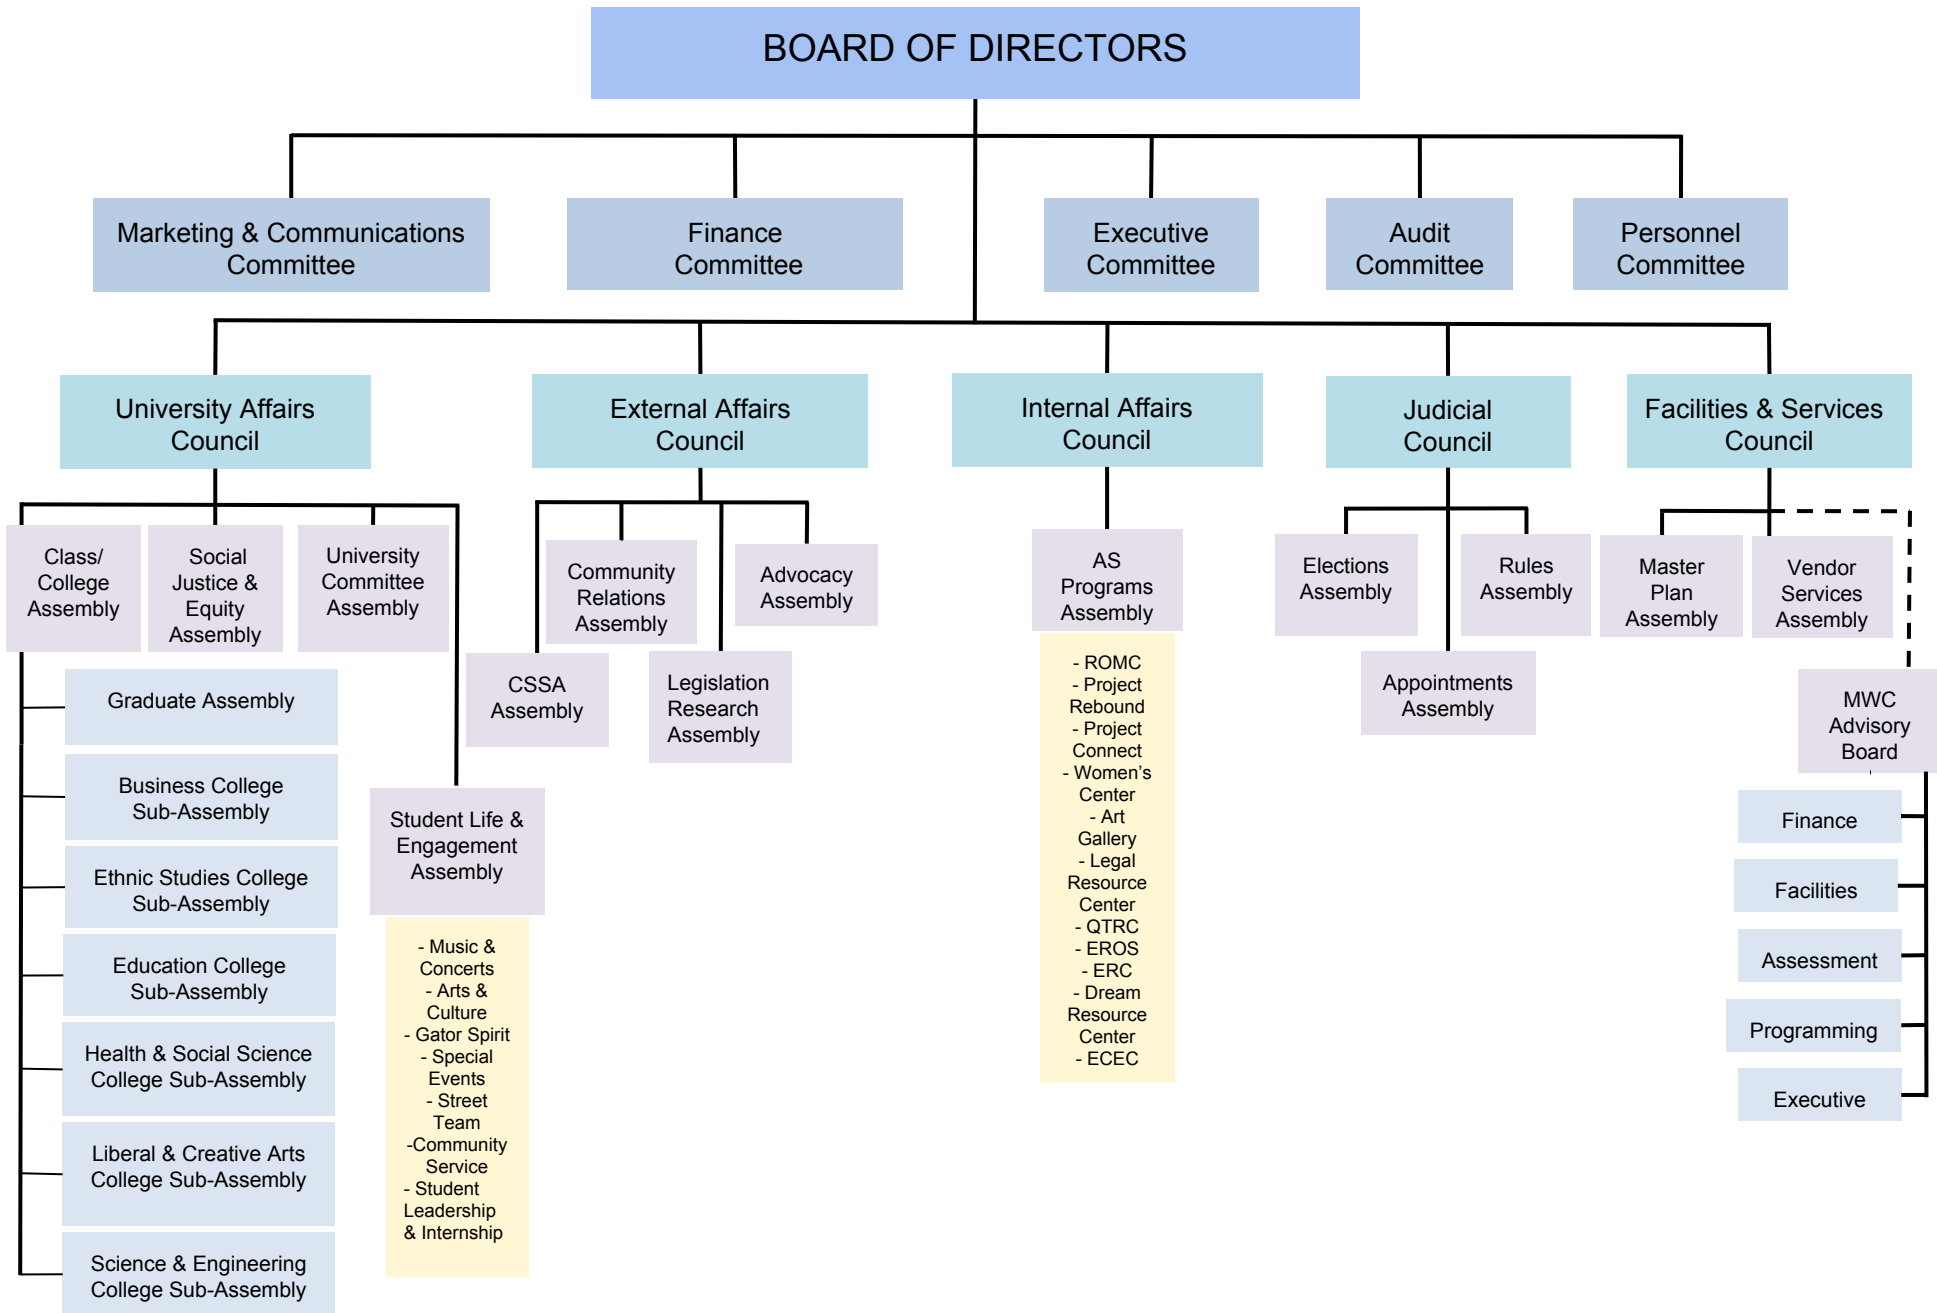 BOARD OF DIRECTORS
Marketing & Communications
Committee
Finance
Committee
Executive
Committee
Audit
Committee
Personnel
Committee
University Affairs
Council
External Affairs
Council
Internal Affairs
Council
Judicial
Council
Facilities & Services
Council
Class/
College
Assembly
Social
Justice &
Equity
Assembly
University
Committee
Assembly
Student Life &
Engagement
Assembly
- Music &
Concerts
- Arts &
Culture
- Gator Spirit
- Special
Events
- Street
Team
-Community
Service
- Student
Leadership
& Internship
Graduate Assembly
Business College
Sub-Assembly
Ethnic Studies College
Sub-Assembly
Education College
Sub-Assembly
Health & Social Science
College Sub-Assembly
Liberal & Creative Arts
College Sub-Assembly
Science & Engineering
College Sub-Assembly
CSSA
Assembly
Community
Relations
Assembly
Legislation
Research
Assembly
Advocacy
Assembly
AS
Programs
Assembly
- ROMC
- Project
Rebound
- Project
Connect
- Women's
Center
- Art
Gallery
- Legal
Resource
Center
- QTRC
- EROS
- ERC
- Dream
Resource
Center
- ECEC
Elections
Assembly
Appointments
Assembly
Rules
Assembly
Master
Plan
Assembly
Vendor
Services
Assembly
MWC
Advisory
Board
Finance
Facilities
Assessment
Programming
Executive